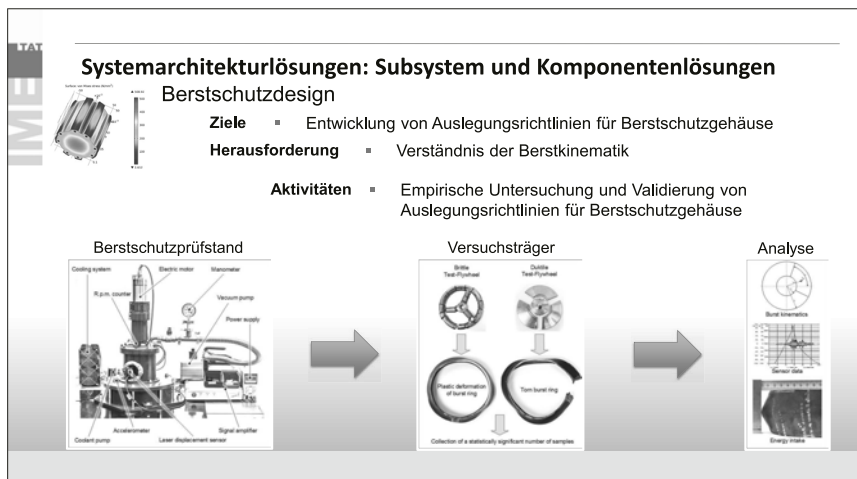 TAT
IME
Systemarchitekturlösungen: Subsystem und Komponentenlösungen
Berstschutzdesign
Ziele ▪ Entwicklung von Auslegungsrichtlinien für Berstschutzgehäuse
Herausforderung ▪ Verständnis der Berstkinematik
Aktivitäten ▪ Empirische Untersuchung und Validierung von
Auslegungsrichtlinien für Berstschutzgehäuse
Berstschutzprüfstand
Cooling system
Electric motor
Manometer
R.p.m. counter
Vacuum pump
Power supply
Accelerometer
Signal amplifier
Coolant pump
Laser displacement sensor
Versuchsträger
Brittle
Test-Flywheel
Ductile
Test-Flywheel
Plastic deformation
of burst ring
Torn burst ring
Collection of a statistically significant number of samples
Analyse
Burst kinematics
Sensor data
Energy intake